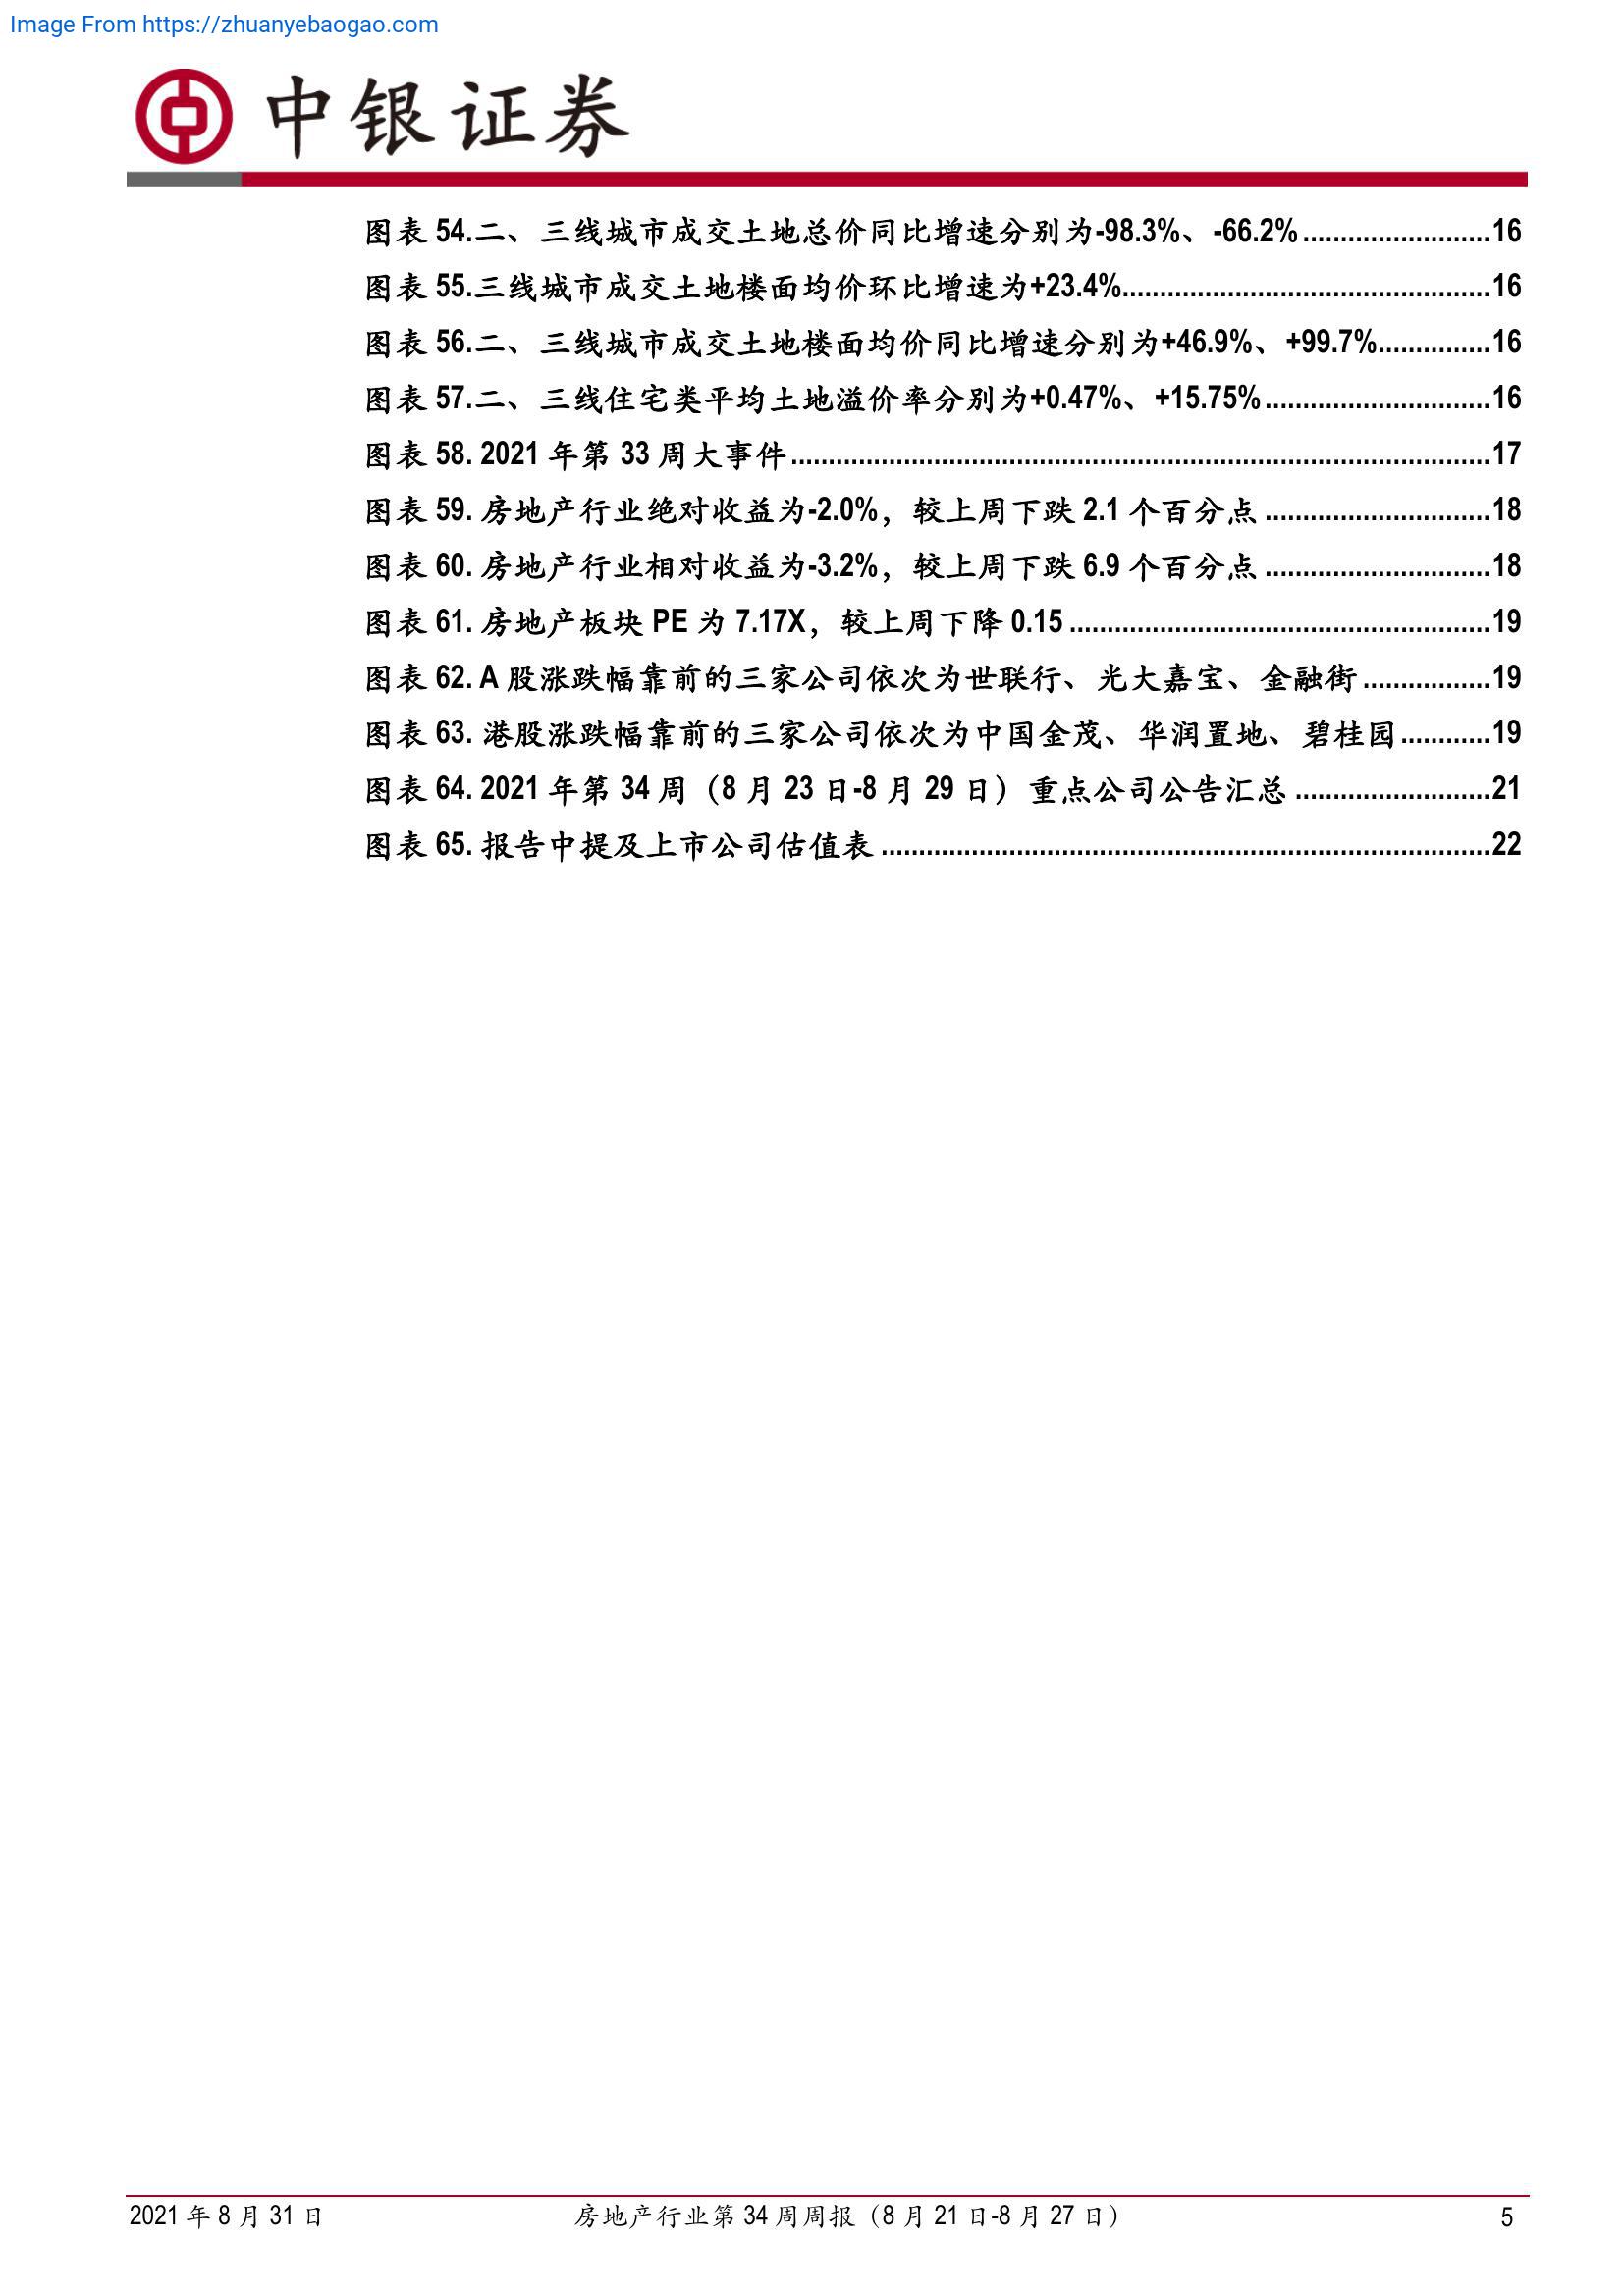 Image From https://zhuanyebaogao.com
中银证券
图表 54.二、三线城市成交土地总价同比增速分别为-98.3%、-66.2%.........................16
图表 55.三线城市成交土地楼面均价环比增速为+23.4%.................................................16
图表 56.二、三线城市成交土地楼面均价同比增速分别为+46.9%、+99.7%...............16
图表 57.二、三线住宅类平均土地溢价率分别为+0.47%、+15.75%..............................16
图表 58. 2021 年第 33 周大事件.............................................................................................17
图表 59. 房地产行业绝对收益为-2.0%，较上周下跌 2.1 个百分点..............................18
图表 60. 房地产行业相对收益为-3.2%，较上周下跌 6.9 个百分点..............................18
图表 61. 房地产板块 PE 为 7.17X，较上周下降 0.15........................................................19
图表 62. A 股涨跌幅靠前的三家公司依次为世联行、光大嘉宝、金融街.................19
图表 63. 港股涨跌幅靠前的三家公司依次为中国金茂、华润置地、碧桂园............19
图表 64. 2021 年第 34 周（8 月 23 日-8 月 29 日）重点公司公告汇总..........................21
图表 65. 报告中提及上市公司估值表.................................................................................22
2021 年 8 月 31 日 房地产行业第 34 周周报（8 月 21 日-8 月 27 日） 5